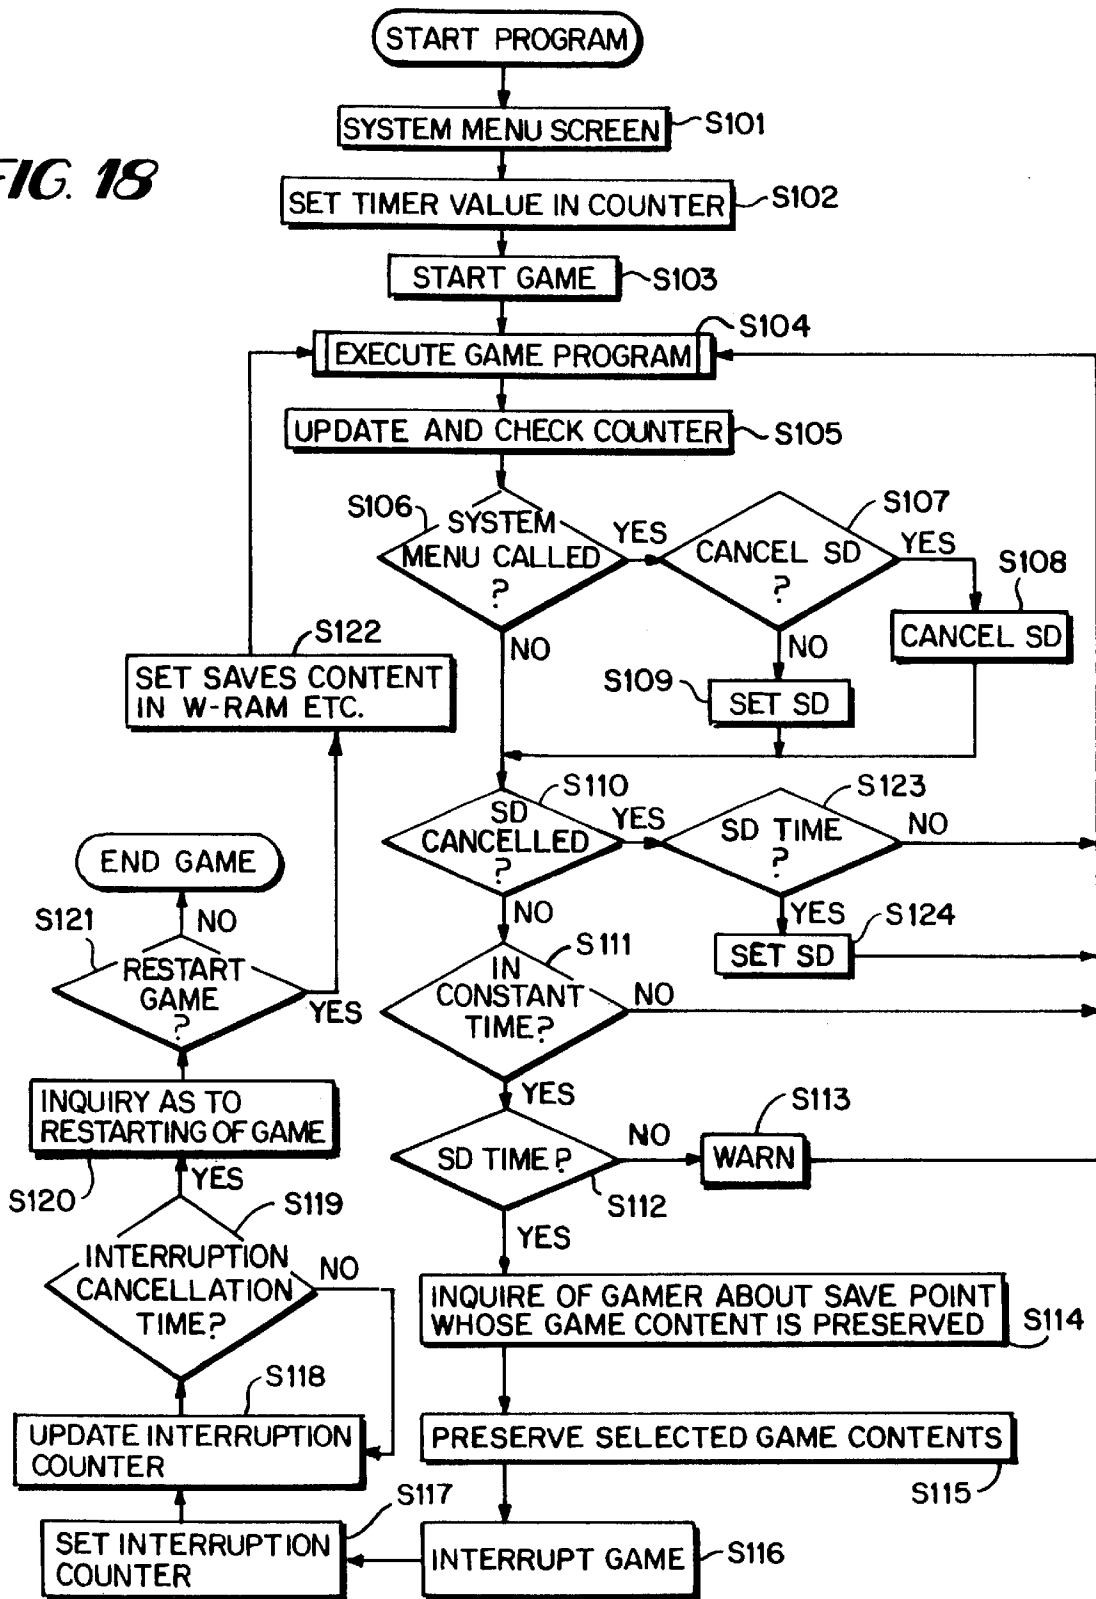 START PROGRAM
SYSTEM MENU SCREEN
S101
FIG. 18
SET TIMER VALUE IN COUNTER
S102
START GAME
S103
S104
EXECUTE GAME PROGRAM
UPDATE AND CHECK COUNTER
S105
S106
SYSTEM
MENU CALLED
?
YES
NO
S107
CANCEL SD
?
YES
NO
S108
CANCEL SD
S109
SET SD
S122
SET SAVES CONTENT
IN W-RAM ETC.
S110
SD
CANCELLED
?
YES
NO
S123
SD TIME
?
NO
YES
S124
SET SD
END GAME
NO
S121
RESTART
GAME
?
YES
S111
IN
CONSTANT
TIME?
NO
YES
INQUIRY AS TO
RESTARTING OF GAME
S120
YES
SD TIME?
NO
S112
YES
S113
WARN
S119
INTERRUPTION
CANCELLATION
TIME?
NO
INQUIRE OF GAMER ABOUT SAVE POINT
WHOSE GAME CONTENT IS PRESERVED
S114
S118
UPDATE INTERRUPTION
COUNTER
PRESERVE SELECTED GAME CONTENTS
S115
S117
SET INTERRUPTION
COUNTER
INTERRUPT GAME
S116